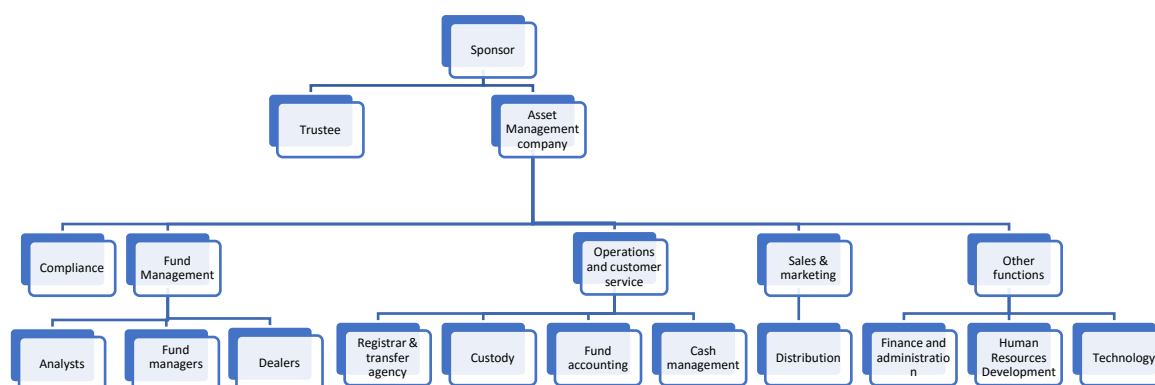 Sponsor
Trustee
Asset
Management
company
Compliance
Fund
Management
Operations
and customer
service
Sales &
marketing
Other
functions
Analysts
Fund
managers
Dealers
Registrar &
transfer
agency
Custody
Fund
accounting
Cash
management
Distribution
Finance and
administratio
n
Human
Resources
Development
Technology